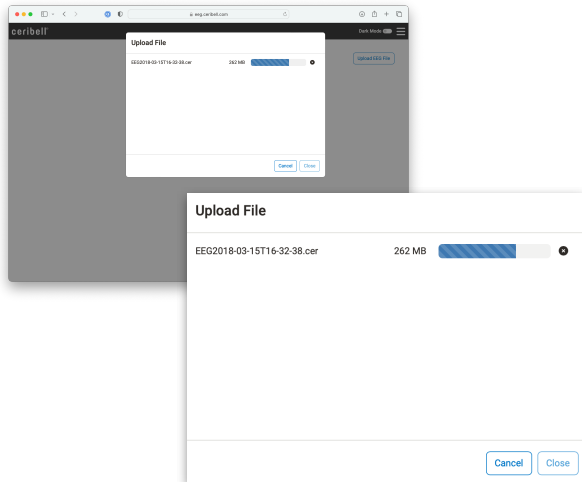 eeg.ceribell.com
ceribell
Dark Mode
Upload EEG File
Upload File
EEG2018-03-15T16-32-38.cer 262 MB
Cancel Close
Upload File
EEG2018-03-15T16-32-38.cer 262 MB
Cancel Close